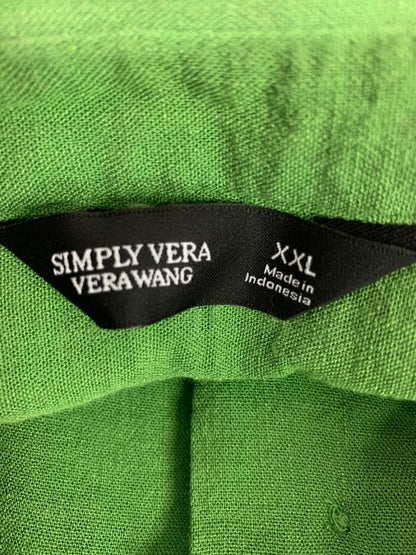 SIMPLY VERA
VERA WANG
XXL
Made in
Indonesia